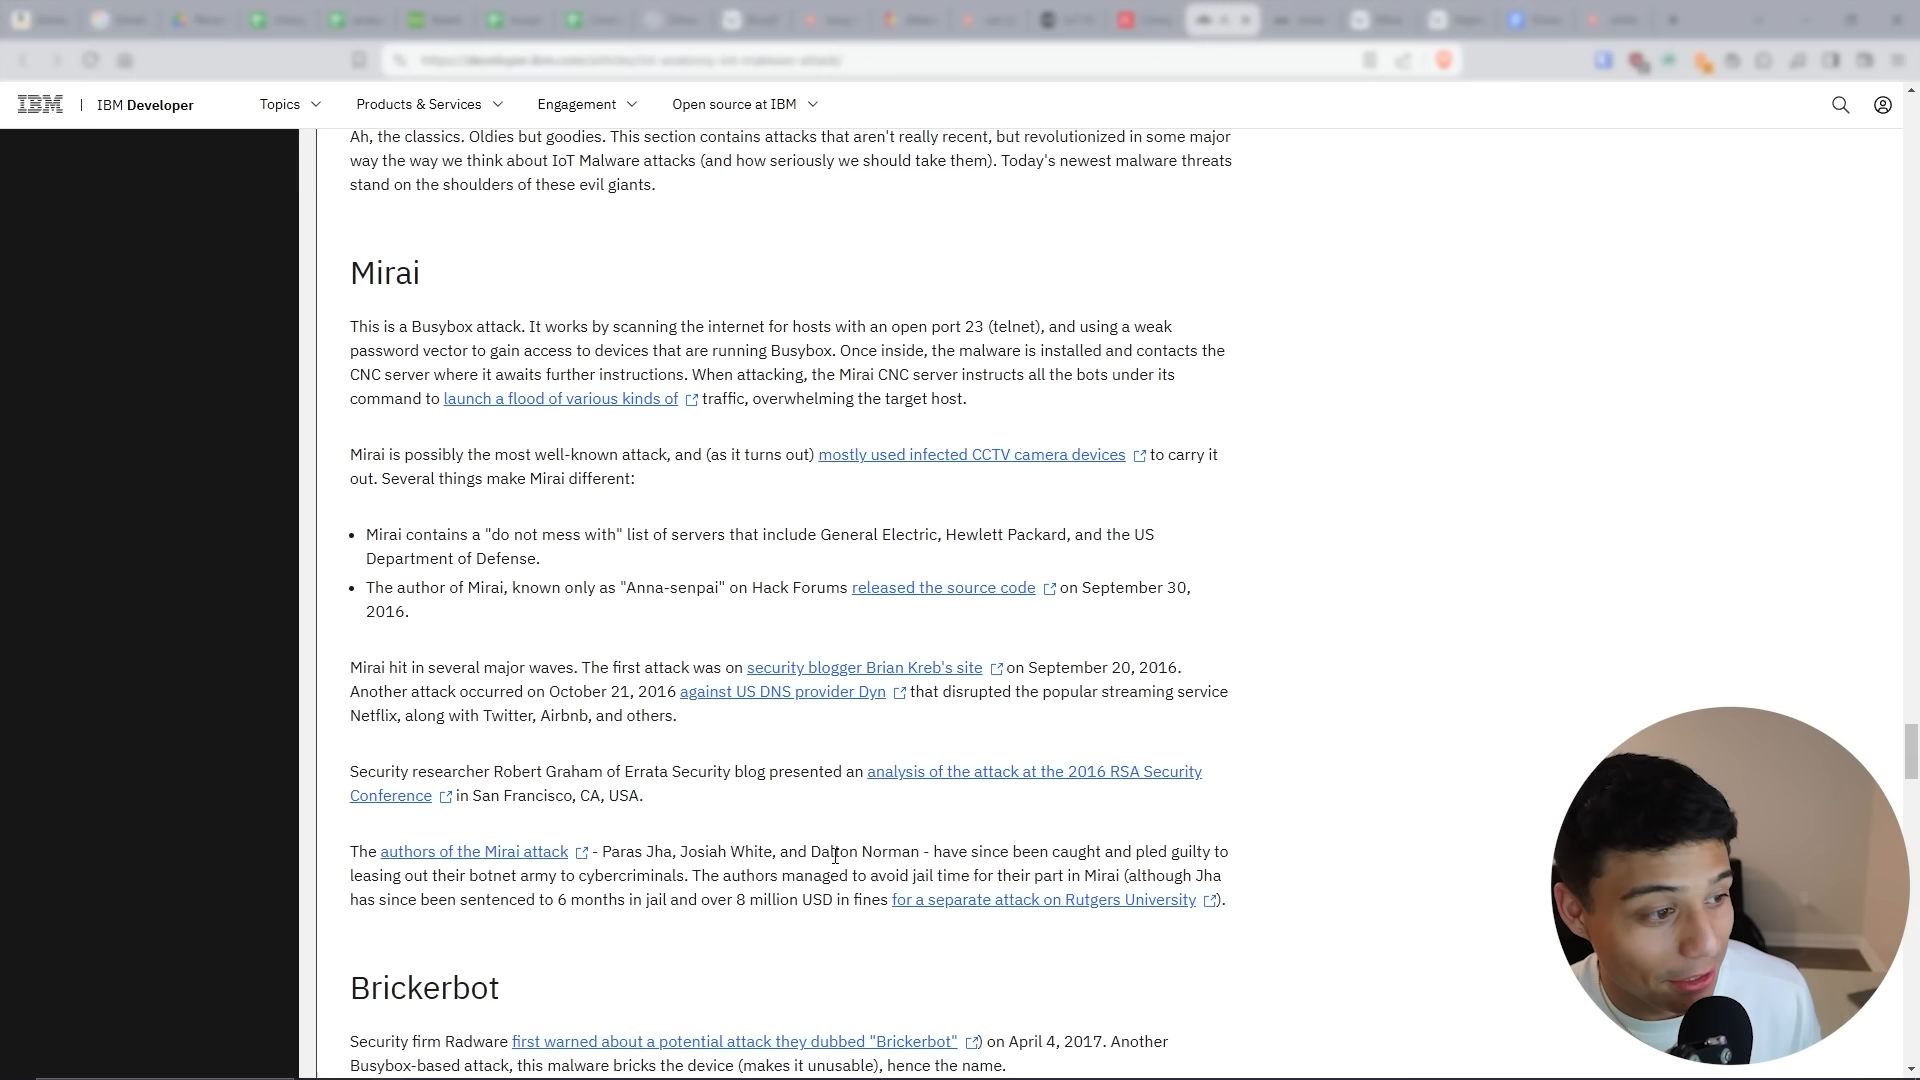 IBM
IBM Developer
Topics
Products & Services
Engagement
Open source at IBM
Ah, the classics. Oldies but goodies. This section contains attacks that aren't really recent, but revolutionized in some major
way the way we think about IoT Malware attacks (and how seriously we should take them). Today's newest malware threats
stand on the shoulders of these evil giants.
Mirai
This is a Busybox attack. It works by scanning the internet for hosts with an open port 23 (telnet), and using a weak
password vector to gain access to devices that are running Busybox. Once inside, the malware is installed and contacts the
CNC server where it awaits further instructions. When attacking, the Mirai CNC server instructs all the bots under its
command to launch a flood of various kinds of traffic, overwhelming the target host.
Mirai is possibly the most well-known attack, and (as it turns out) mostly used infected CCTV camera devices to carry it
out. Several things make Mirai different:
• Mirai contains a "do not mess with" list of servers that include General Electric, Hewlett Packard, and the US
Department of Defense.
• The author of Mirai, known only as "Anna-senpai" on Hack Forums released the source code on September 30,
2016.
Mirai hit in several major waves. The first attack was on security blogger Brian Kreb's site on September 20, 2016.
Another attack occurred on October 21, 2016 against US DNS provider Dyn that disrupted the popular streaming service
Netflix, along with Twitter, Airbnb, and others.
Security researcher Robert Graham of Errata Security blog presented an analysis of the attack at the 2016 RSA Security
Conference in San Francisco, CA, USA.
The authors of the Mirai attack - Paras Jha, Josiah White, and Dalton Norman - have since been caught and pled guilty to
leasing out their botnet army to cybercriminals. The authors managed to avoid jail time for their part in Mirai (although Jha
has since been sentenced to 6 months in jail and over 8 million USD in fines for a separate attack on Rutgers University ).
Brickerbot
Security firm Radware first warned about a potential attack they dubbed "Brickerbot" ) on April 4, 2017. Another
Busybox-based attack, this malware bricks the device (makes it unusable), hence the name.